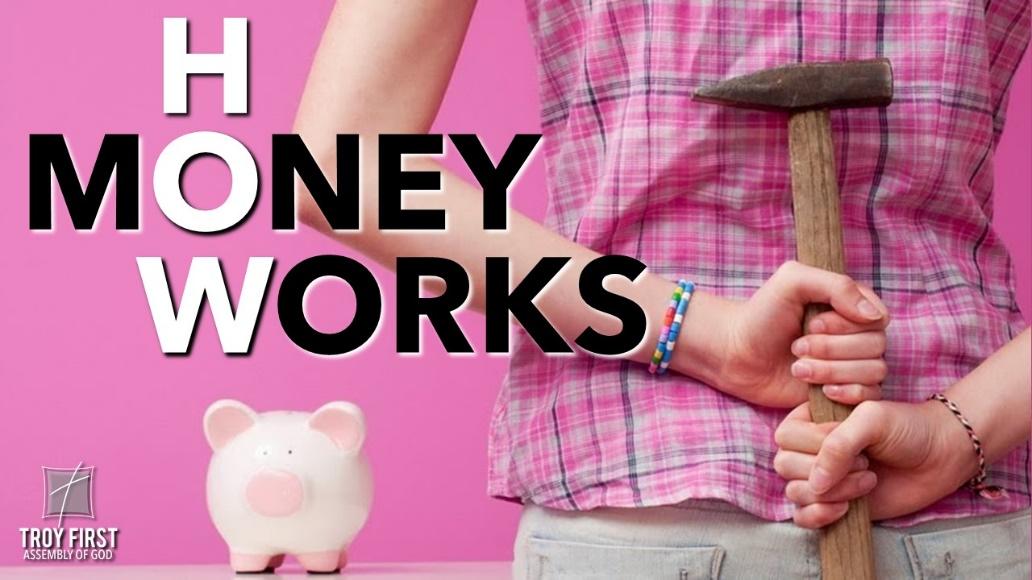 H
MONEY
WORKS
TROY FIRST
ASSEMBLY OF GOD